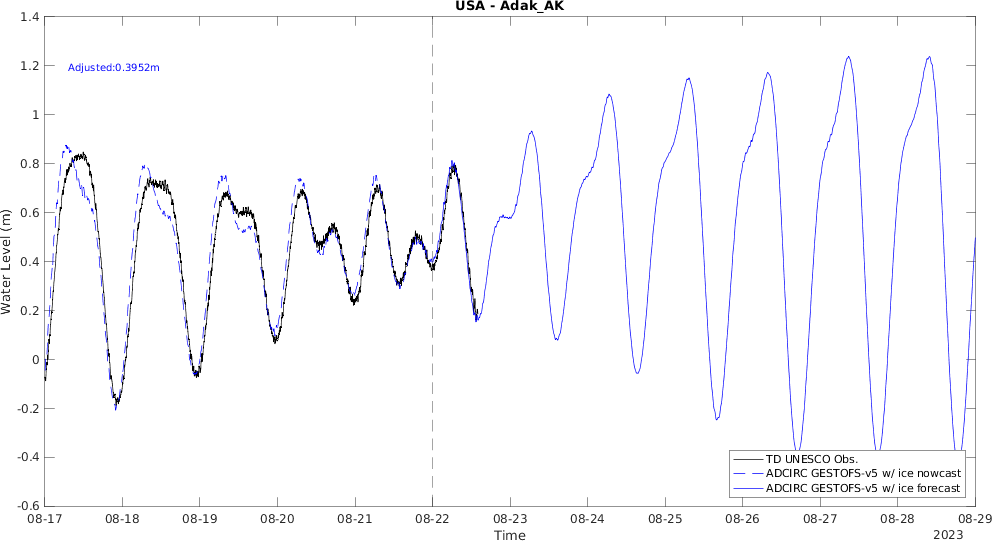 USA - Adak_AK
Adjusted:0.3952m
Water Level (m)
1.4
1.2
1
0.8
0.6
0.4
0.2
0
-0.2
-0.4
-0.6
TD UNESCO Obs.
ADCIRC GESTOFS-v5 w/ ice nowcast
ADCIRC GESTOFS-v5 w/ ice forecast
08-17 08-18 08-19 08-20 08-21 08-22 08-23 08-24 08-25 08-26 08-27 08-28 08-29
Time
2023